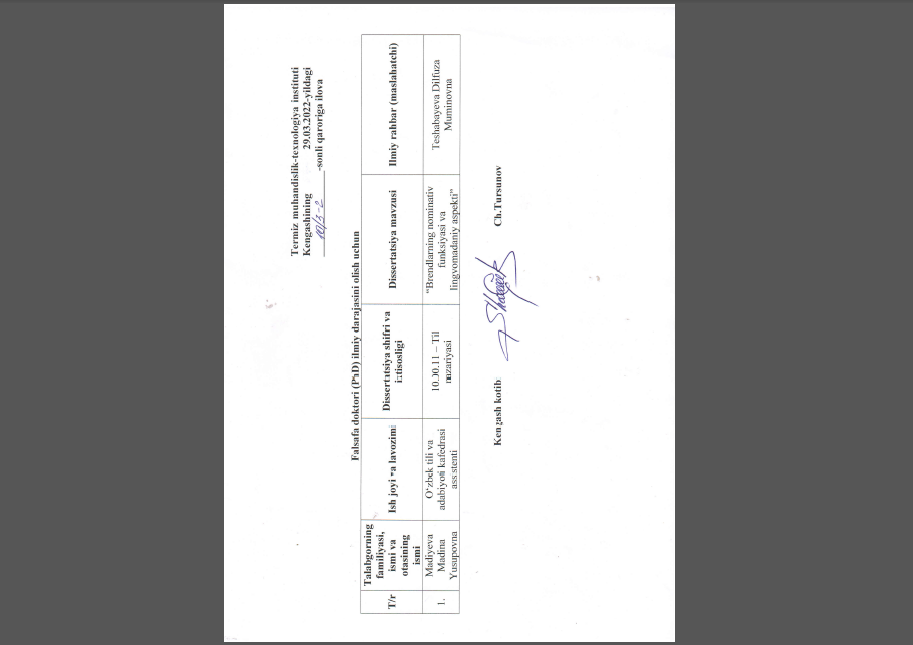 Termiz muhandislik-texnologiya instituti
Kengashining 29.03.2022-yildagi
10/3-2 -sonli qaroriga ilova
Falsafa doktori (PhD) ilmiy darajasini olish uchun
T/r
Talabgorning
familiyasi,
ismi va
otasining
ismi
Ish joyi va lavozimi
Dissertatsiya shifri va
ixtisosligi
Dissertatsiya mavzusi
Ilmiy rahbar (maslahatchi)
1.
Madiyeva
Madina
Yusupovna
O‘zbek tili va
adabiyoti kafedrasi
assistenti
10.00.11 – Til
nazariyasi
“Brendlarning nominativ
funksiyasi va
lingvomadaniy aspekti”
Teshabayeva Dilfuza
Muminovna
Kengash kotibi: Ch.Tursunov